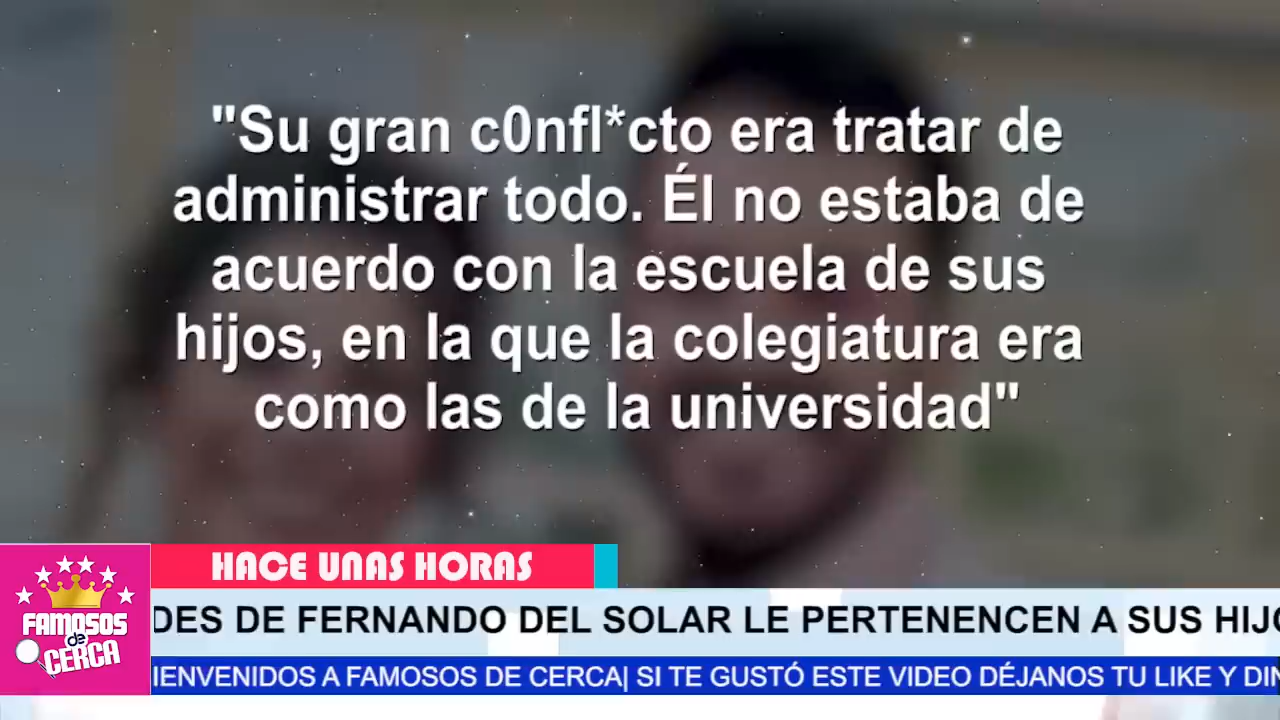 "Su gran c0nfl*cto era tratar de
administrar todo. Él no estaba de
acuerdo con la escuela de sus
hijos, en la que la colegiatura era
como las de la universidad"
HACE UNAS HORAS
FAMOSOS
de
CERCA
DES DE FERNANDO DEL SOLAR LE PERTENENCEN A SUS HIJO
IENVENIDOS A FAMOSOS DE CERCA| SI TE GUSTÓ ESTE VIDEO DÉJANOS TU LIKE Y DIN